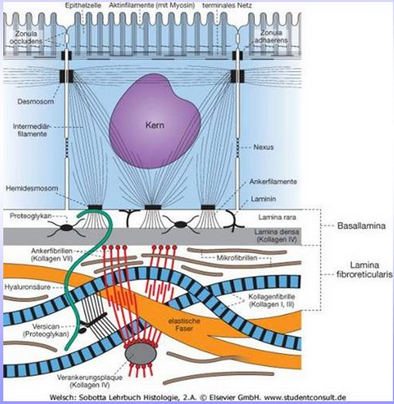 Epithelzelle Aktinfilamente (mit Myosin) terminales Netz
Zonula
occludens
Zonula
adhaerens
Desmosom
Intermediär-
filamente
Kern
Nexus
Hemidesmosom
Ankerfilamente
Laminin
Proteoglykan
Lamina rara
Lamina densa
(Kollagen IV)
Basallamina
Ankerfibrillen
(Kollagen VII)
Mikrofibrillen
Lamina
fibroreticularis
Hyaluronsäure
Kollagenfibrille
(Kollagen I, III)
Versican
(Proteoglykan)
elastische
Faser
Verankerungsplaque
(Kollagen IV)
Welsch: Sobotta Lehrbuch Histologie, 2.A. © Elsevier GmbH. www.studentconsult.de